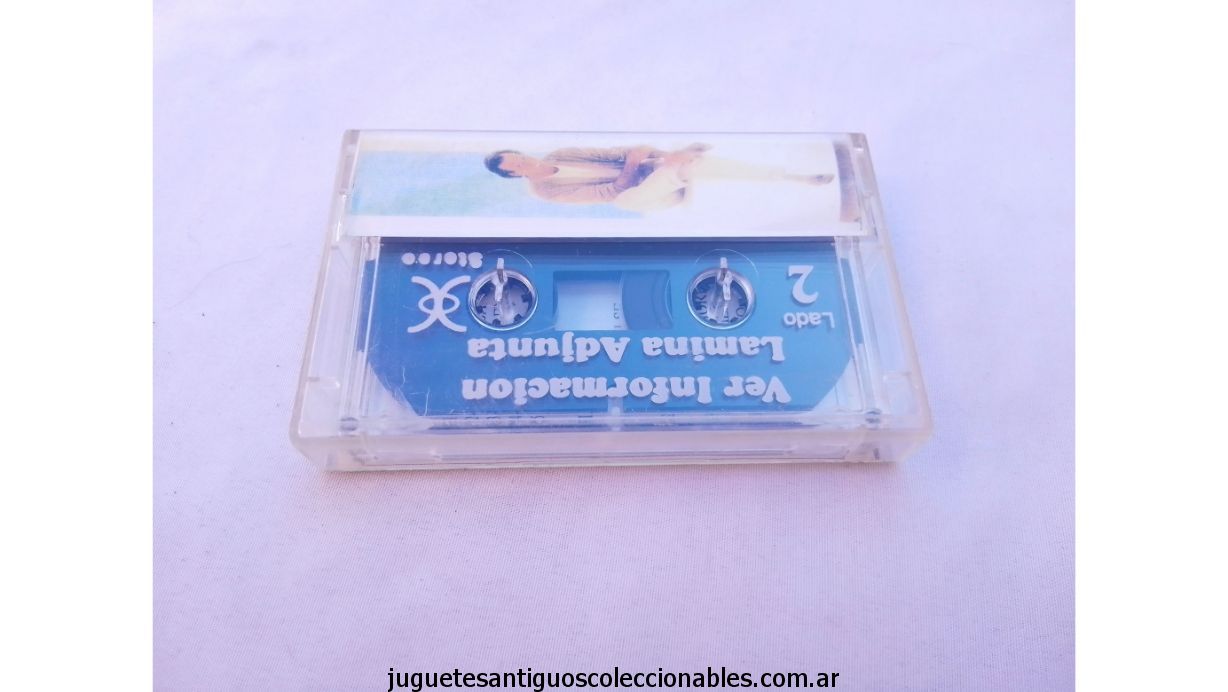 Ver Informacion
Lamina Adjunta
Lado
2
Stereo
juguetesantiguoscoleccionables.com.ar